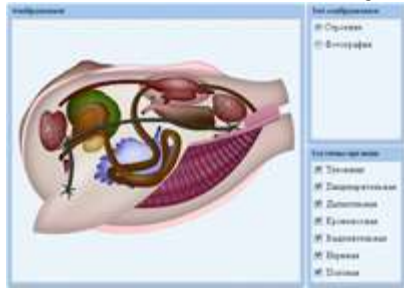 Изображение
Тип изображения
Строение
Фотография
Системы органов
Пищеварительная
Дыхательная
Кровеносная
Выделительная
Нервная
Половая